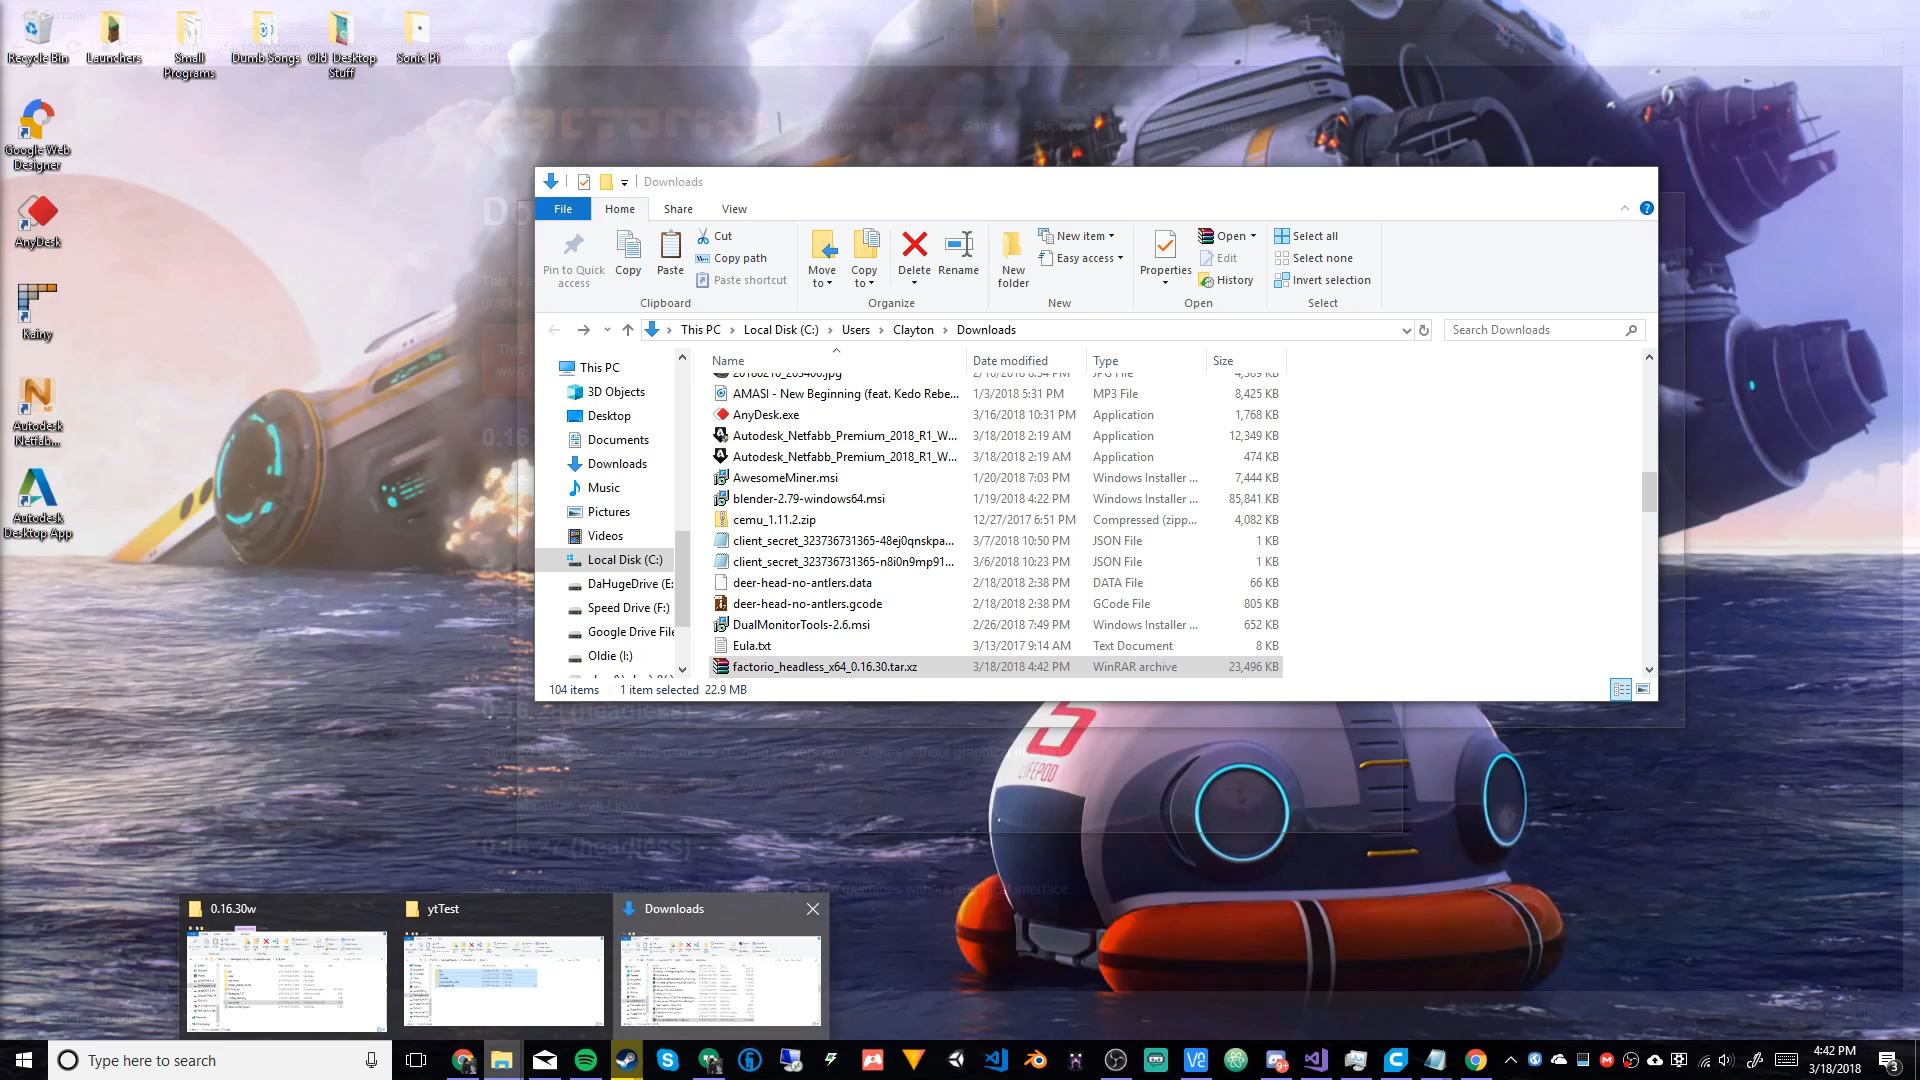 Recycle Bin
Launchers
Small
Programs
Dumb Songs
Old Desktop
Stuff
Sonic Pi
Google Web
Designer
AnyDesk
Kainy
Autodesk
Netfab...
Autodesk
Desktop App
Downloads
File
Home
Share
View
Pin to Quick
access
Copy
Paste
Cut
Copy path
Paste shortcut
Clipboard
Move
to
Copy
to
Delete
Rename
Organize
New
folder
New item
Easy access
New
Properties
Open
Edit
History
Open
Select all
Select none
Invert selection
Select
This PC
Local Disk (C:)
Users
Clayton
Downloads
Search Downloads
This PC
3D Objects
Desktop
Documents
Downloads
Music
Pictures
Videos
Local Disk (C:)
DaHugeDrive (E:
Speed Drive (F:)
Google Drive File
Oldie (I:)
Name Date modified Type Size
AMASI - New Beginning (feat. Kedo Rebe... 1/3/2018 5:31 PM MP3 File 8,425 KB
AnyDesk.exe 3/16/2018 10:31 PM Application 1,768 KB
Autodesk_Netfabb_Premium_2018_R1_W... 3/18/2018 2:19 AM Application 12,349 KB
Autodesk_Netfabb_Premium_2018_R1_W... 3/18/2018 2:19 AM Application 474 KB
AwesomeMiner.msi 1/20/2018 7:03 PM Windows Installer ... 7,444 KB
blender-2.79-windows64.msi 1/19/2018 4:22 PM Windows Installer ... 85,841 KB
cemu_1.11.2.zip 12/27/2017 6:51 PM Compressed (zipp... 4,082 KB
client_secret_323736731365-48ej0qnskpa... 3/7/2018 10:50 PM JSON File 1 KB
client_secret_323736731365-n8i0n9mp91... 3/6/2018 10:23 PM JSON File 1 KB
deer-head-no-antlers.data 2/18/2018 2:38 PM DATA File 66 KB
deer-head-no-antlers.gcode 2/18/2018 2:38 PM GCode File 805 KB
DualMonitorTools-2.6.msi 2/26/2018 7:49 PM Windows Installer ... 652 KB
Eula.txt 3/13/2017 9:14 AM Text Document 8 KB
factorio_headless_x64_0.16.30.tar.xz 3/18/2018 4:42 PM WinRAR archive 23,496 KB
104 items 1 item selected 22.9 MB
5
LIFEPOD
0.16.27 (headless)
0.16.30w
ytTest
Downloads
Type here to search
4:42 PM
3/18/2018